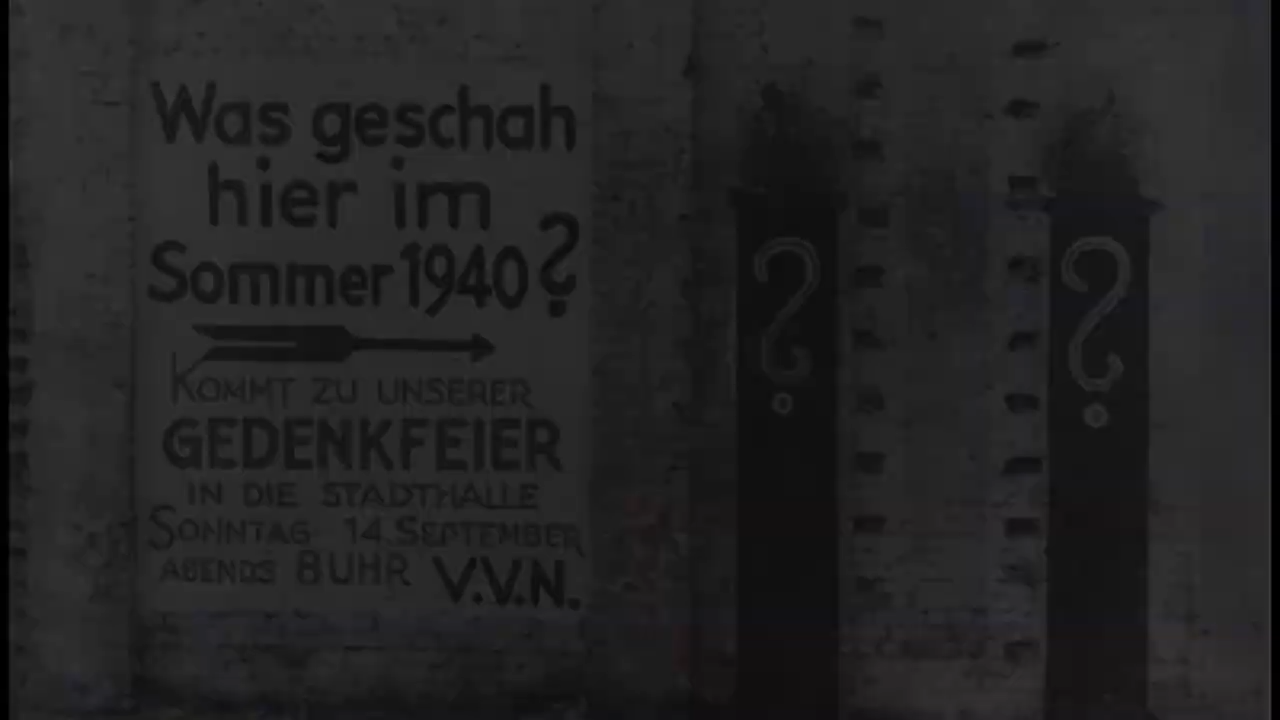 Was geschah
hier im
Sommer 1940?
KOMMT ZU UNSERER
GEDENKFEIER
IN DIE STADTHALLE
SONNTAG 14. SEPTEMBER
ABENDS 8 UHR V.V.N.
? ?